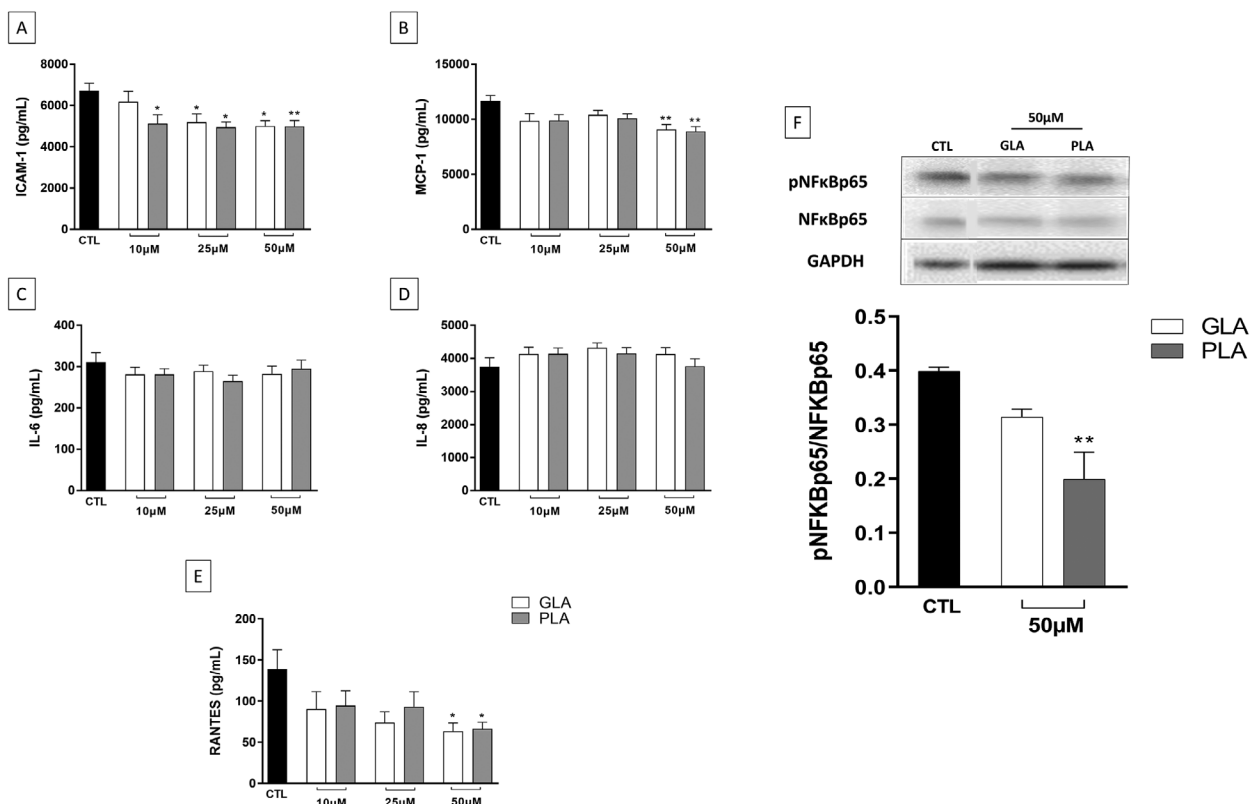 A
ICAM-1 (pg/mL)
8000
6000
4000
2000
0
*
*
*
*
**
CTL
10µM
25µM
50µM
B
MCP-1 (pg/mL)
15000
10000
5000
0
**
**
CTL
10µM
25µM
50µM
C
IL-6 (pg/mL)
400
300
200
100
0
CTL
10µM
25µM
50µM
D
IL-8 (pg/mL)
5000
4000
3000
2000
1000
0
CTL
10µM
25µM
50µM
E
GLA
PLA
RANTES (pg/mL)
200
150
100
50
0
*
*
CTL
10µM
25µM
50µM
F
50µM
CTL GLA PLA
pNFκBp65
NFκBp65
GAPDH
GLA
PLA
pNFKBp65/NFKBp65
0.5
0.4
0.3
0.2
0.1
0.0
**
CTL
50µM